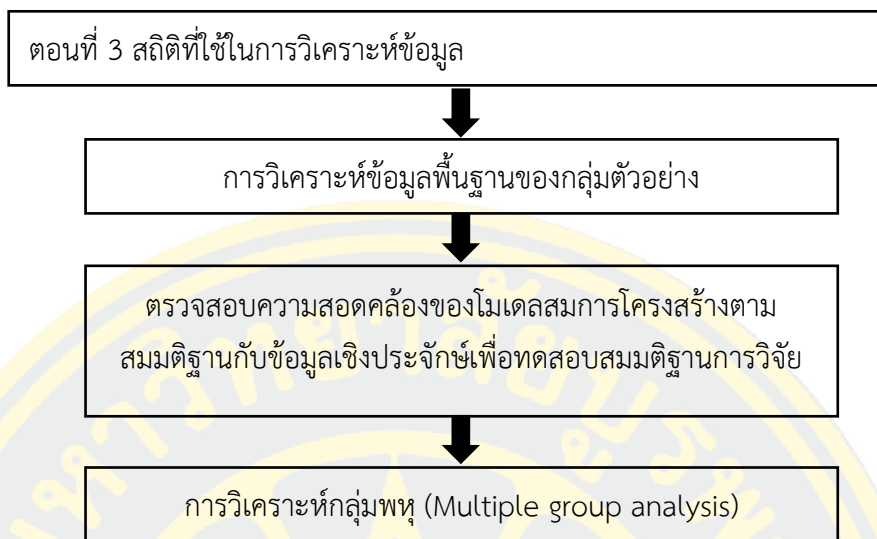 ตอนที่ 3 สถิติที่ใช้ในการวิเคราะห์ข้อมูล
การวิเคราะห์ข้อมูลพื้นฐานของกลุ่มตัวอย่าง
ตรวจสอบความสอดคล้องของโมเดลสมการโครงสร้างตาม
สมมติฐานกับข้อมูลเชิงประจักษ์เพื่อทดสอบสมมติฐานการวิจัย
การวิเคราะห์กลุ่มพหุ (Multiple group analysis)